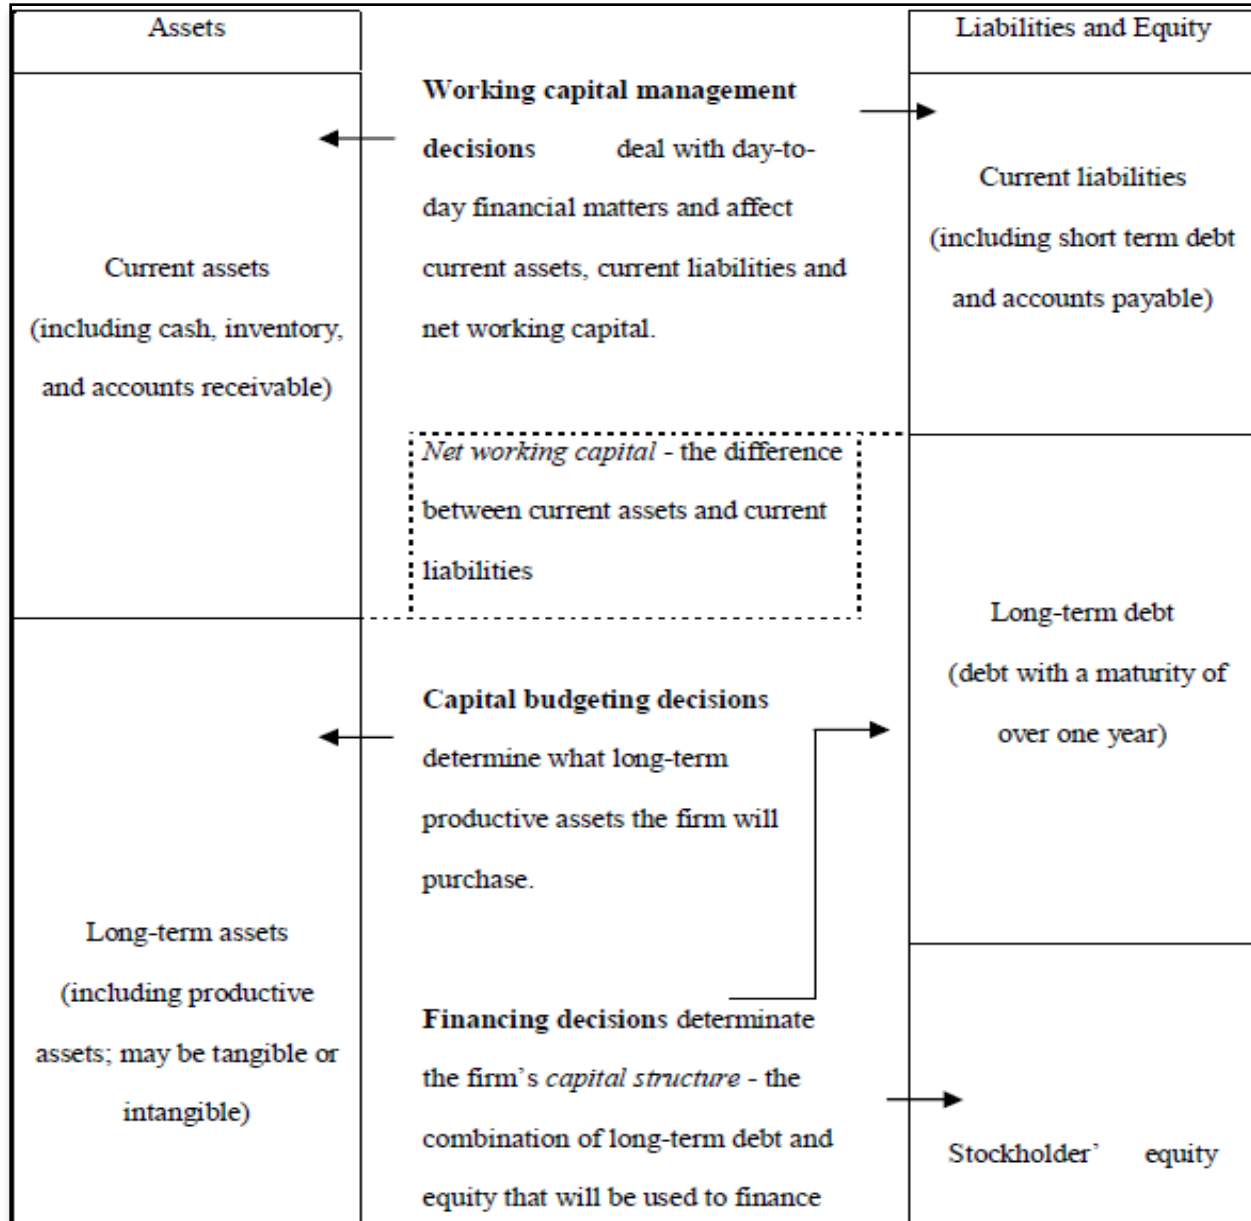 Assets
Current assets
(including cash, inventory,
and accounts receivable)
Long-term assets
(including productive
assets; may be tangible or
intangible)
Working capital management
decisions deal with day-to-
day financial matters and affect
current assets, current liabilities and
net working capital.
Net working capital - the difference
between current assets and current
liabilities
Capital budgeting decisions
determine what long-term
productive assets the firm will
purchase.
Financing decisions determinate
the firm's capital structure - the
combination of long-term debt and
equity that will be used to finance
Liabilities and Equity
Current liabilities
(including short term debt
and accounts payable)
Long-term debt
(debt with a maturity of
over one year)
Stockholder' equity